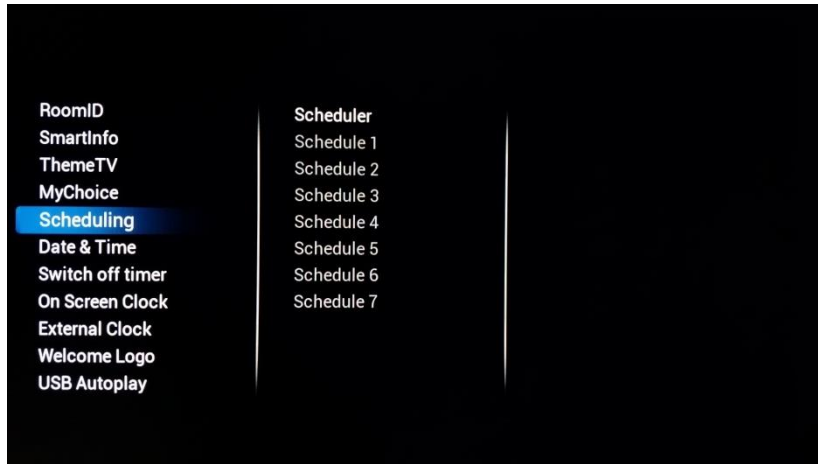 RoomID
SmartInfo
ThemeTV
MyChoice
Scheduling
Date & Time
Switch off timer
On Screen Clock
External Clock
Welcome Logo
USB Autoplay
Scheduler
Schedule 1
Schedule 2
Schedule 3
Schedule 4
Schedule 5
Schedule 6
Schedule 7